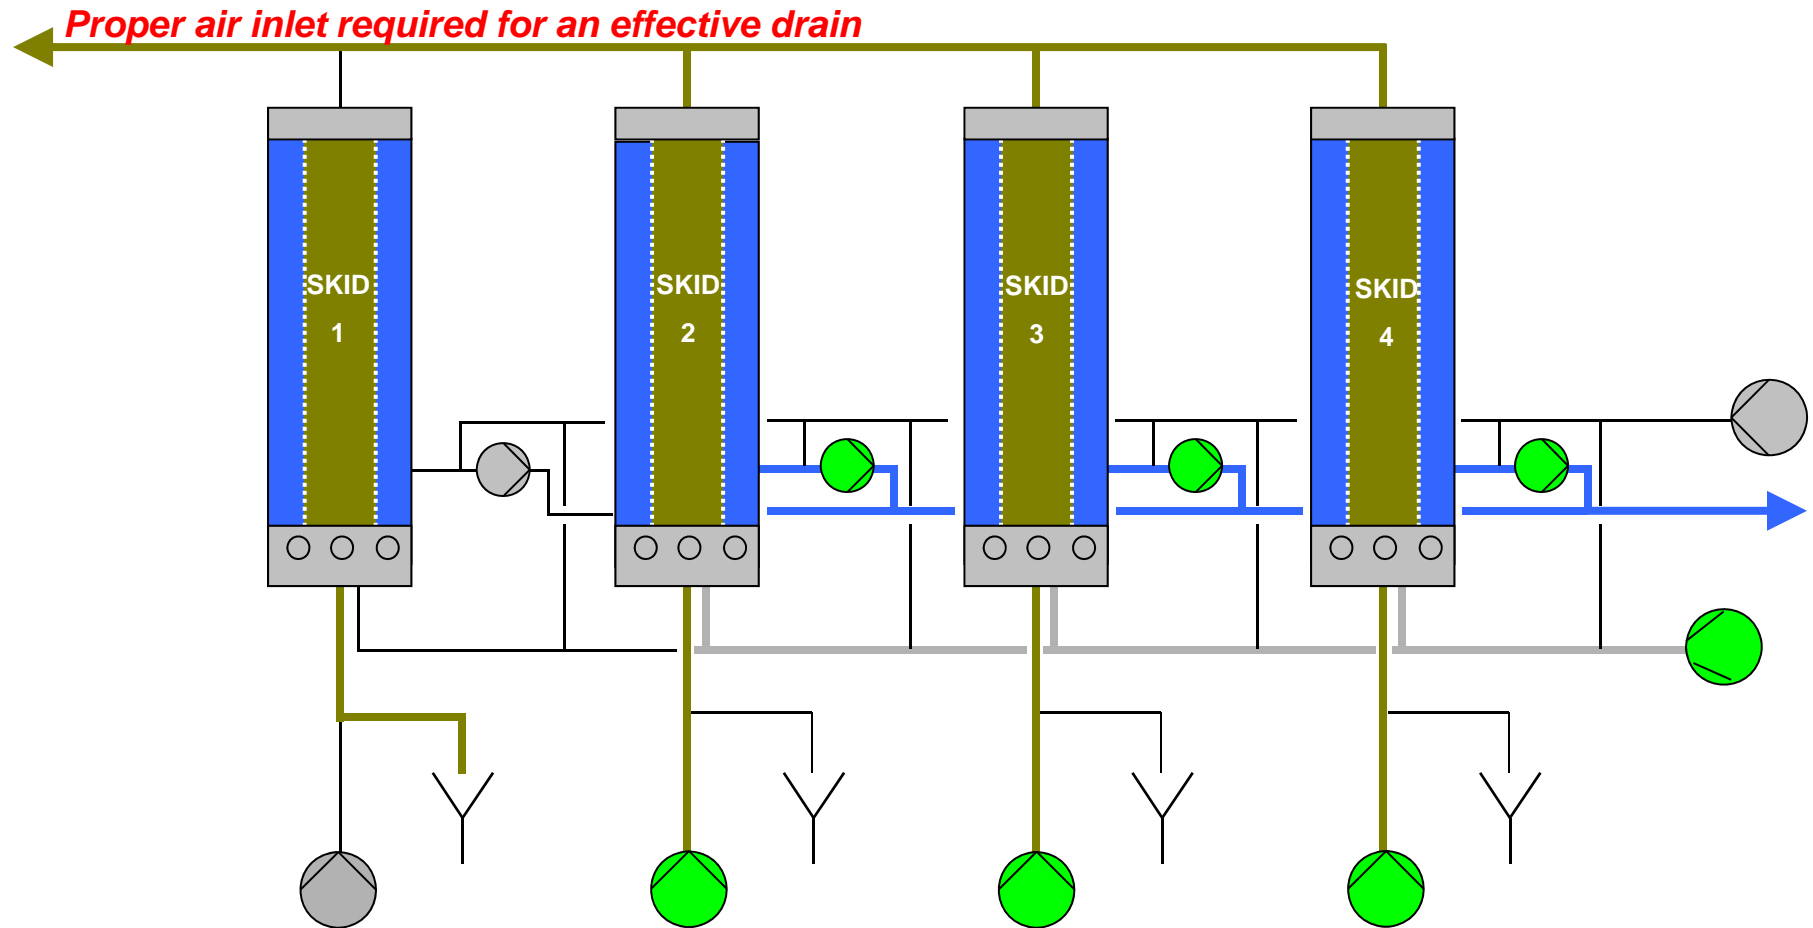 Proper air inlet required for an effective drain
SKID
1
SKID
2
SKID
3
SKID
4